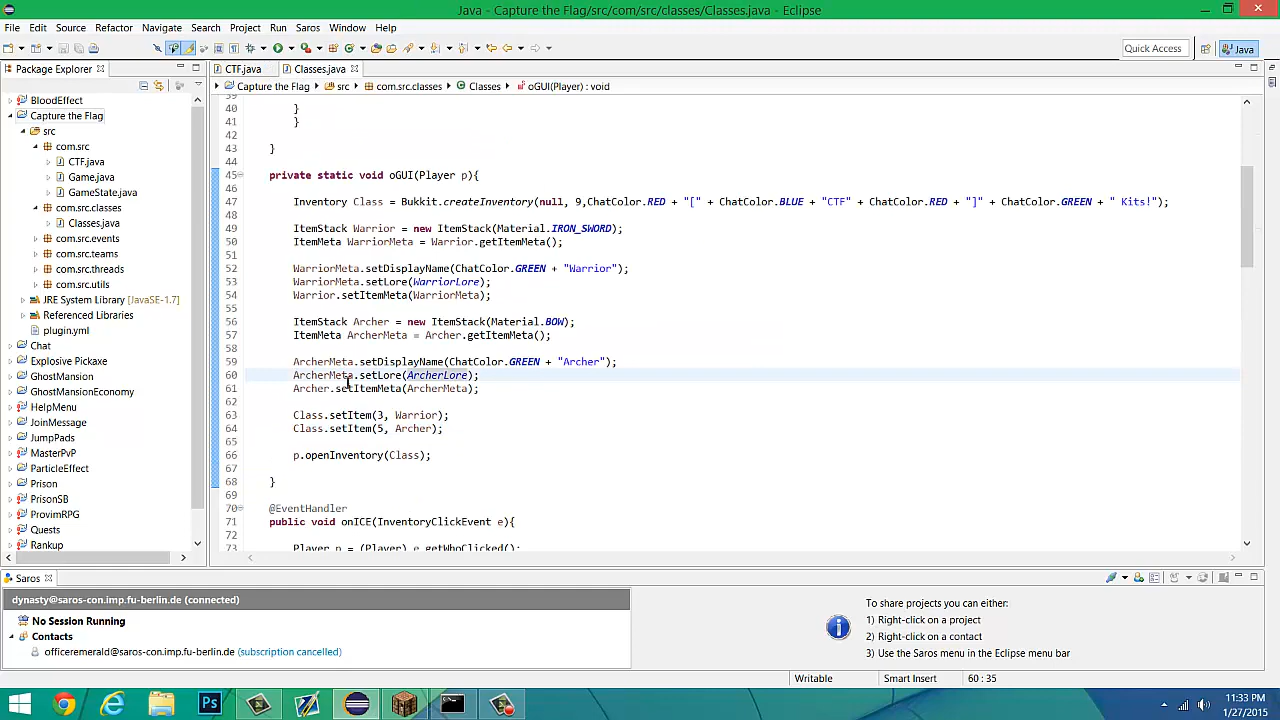 Java - Capture the Flag/src/com/src/classes/Classes.java - Eclipse
File Edit Source Refactor Navigate Search Project Run Saros Window Help
Quick Access
Java
Package Explorer
CTF.java
Classes.java
Capture the Flag
src
com.src.classes
Classes
oGUI(Player) : void
BloodEffect
Capture the Flag
src
com.src
CTF.java
Game.java
GameState.java
com.src.classes
Classes.java
com.src.events
com.src.teams
com.src.threads
com.src.utils
JRE System Library [JavaSE-1.7]
Referenced Libraries
plugin.yml
Chat
Explosive Pickaxe
GhostMansion
GhostMansionEconomy
HelpMenu
JoinMessage
JumpPads
MasterPvP
ParticleEffect
Prison
PrisonSB
ProvimRPG
Quests
Rankup
39
40 }
41 }
42
43 }
44
45 private static void oGUI(Player p){
46
47 Inventory Class = Bukkit.createInventory(null, 9,ChatColor.RED + "[" + ChatColor.BLUE + "CTF" + ChatColor.RED + "]" + ChatColor.GREEN + " Kits!");
48
49 ItemStack Warrior = new ItemStack(Material.IRON_SWORD);
50 ItemMeta WarriorMeta = Warrior.getItemMeta();
51
52 WarriorMeta.setDisplayName(ChatColor.GREEN + "Warrior");
53 WarriorMeta.setLore(WarriorLore);
54 Warrior.setItemMeta(WarriorMeta);
55
56 ItemStack Archer = new ItemStack(Material.BOW);
57 ItemMeta ArcherMeta = Archer.getItemMeta();
58
59 ArcherMeta.setDisplayName(ChatColor.GREEN + "Archer");
60 ArcherMeta.setLore(ArcherLore);
61 Archer.setItemMeta(ArcherMeta);
62
63 Class.setItem(3, Warrior);
64 Class.setItem(5, Archer);
65
66 p.openInventory(Class);
67
68 }
69
70 @EventHandler
71 public void onICE(InventoryClickEvent e){
72
73 Player p = (Player) e.getWhoClicked();
Saros
dynasty@saros-con.imp.fu-berlin.de (connected)
No Session Running
Contacts
officeremerald@saros-con.imp.fu-berlin.de (subscription cancelled)
To share projects you can either:
1) Right-click on a project
2) Right-click on a contact
3) Use the Saros menu in the Eclipse menu bar
Writable
Smart Insert
60 : 35
Ps
11:33 PM
1/27/2015